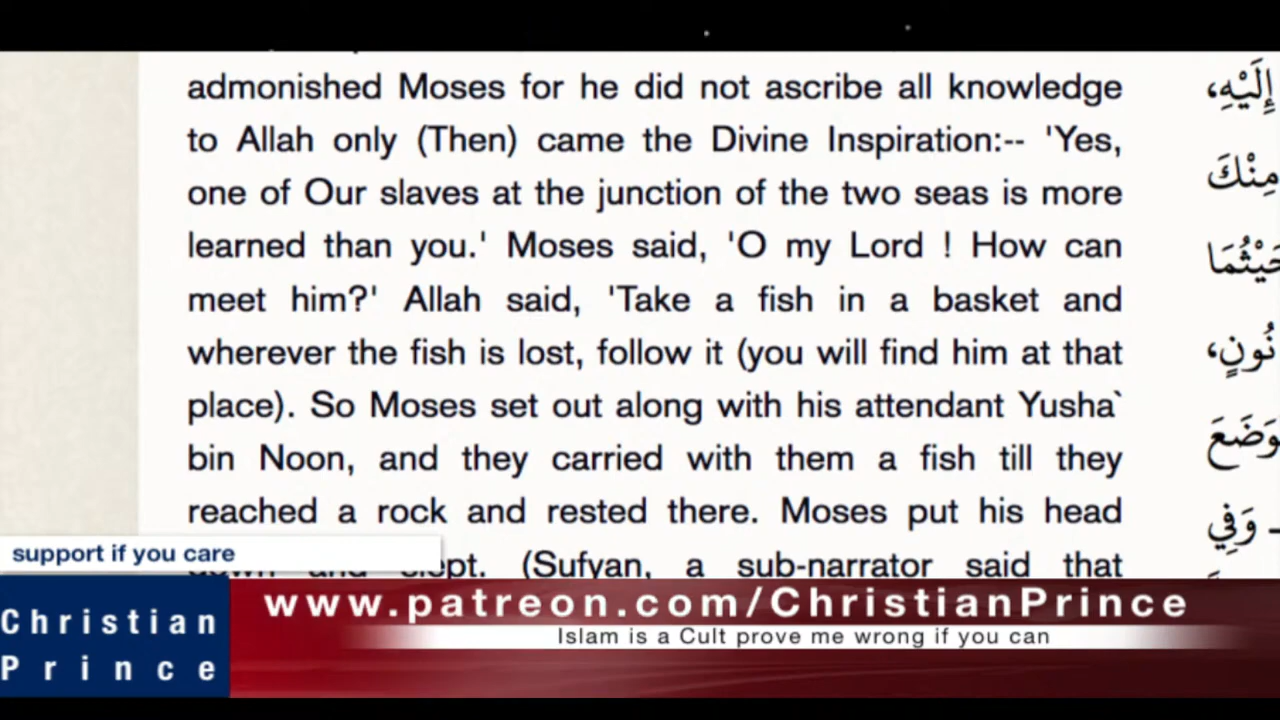 admonished Moses for he did not ascribe all knowledge
to Allah only (Then) came the Divine Inspiration:-- 'Yes,
one of Our slaves at the junction of the two seas is more
learned than you.' Moses said, 'O my Lord ! How can
meet him?' Allah said, 'Take a fish in a basket and
wherever the fish is lost, follow it (you will find him at that
place). So Moses set out along with his attendant Yusha`
bin Noon, and they carried with them a fish till they
reached a rock and rested there. Moses put his head
down and slept. (Sufyan, a sub-narrator said that
إِلَيْهِ،
مِنْكَ
حَيْثُمَا
نُونٍ،
وَضَعَ
- وَفِي
support if you care
Christian
Prince
www.patreon.com/ChristianPrince
Islam is a Cult prove me wrong if you can